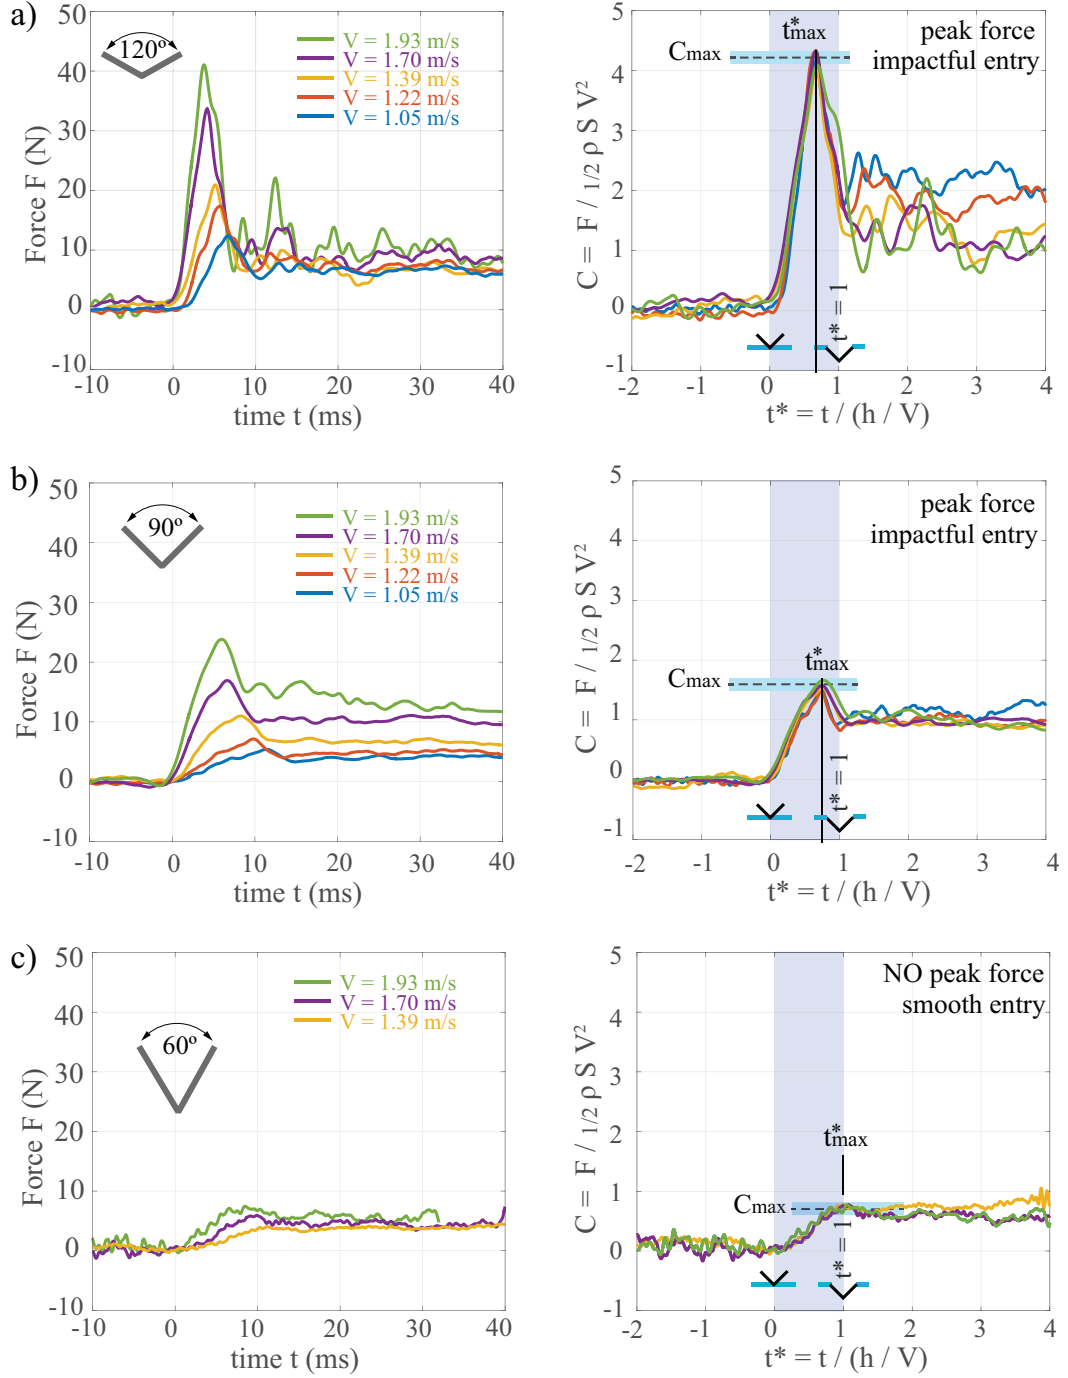 a)
50
40
30
20
10
0
-10
Force F (N)
120º
V = 1.93 m/s
V = 1.70 m/s
V = 1.39 m/s
V = 1.22 m/s
V = 1.05 m/s
-10 0 10 20 30 40
time t (ms)
5
4
3
2
1
0
-1
C = F / 1/2 ρ S V²
Cmax
t*max
peak force
impactful entry
t* = 1
-2 -1 0 1 2 3 4
t* = t / (h / V)
b)
50
40
30
20
10
0
-10
Force F (N)
90º
V = 1.93 m/s
V = 1.70 m/s
V = 1.39 m/s
V = 1.22 m/s
V = 1.05 m/s
-10 0 10 20 30 40
time t (ms)
5
4
3
2
1
0
-1
C = F / 1/2 ρ S V²
Cmax
t*max
peak force
impactful entry
t* = 1
-2 -1 0 1 2 3 4
t* = t / (h / V)
c)
50
40
30
20
10
0
-10
Force F (N)
60º
V = 1.93 m/s
V = 1.70 m/s
V = 1.39 m/s
-10 0 10 20 30 40
time t (ms)
5
4
3
2
1
0
-1
C = F / 1/2 ρ S V²
Cmax
t*max
NO peak force
smooth entry
t* = 1
-2 -1 0 1 2 3 4
t* = t / (h / V)